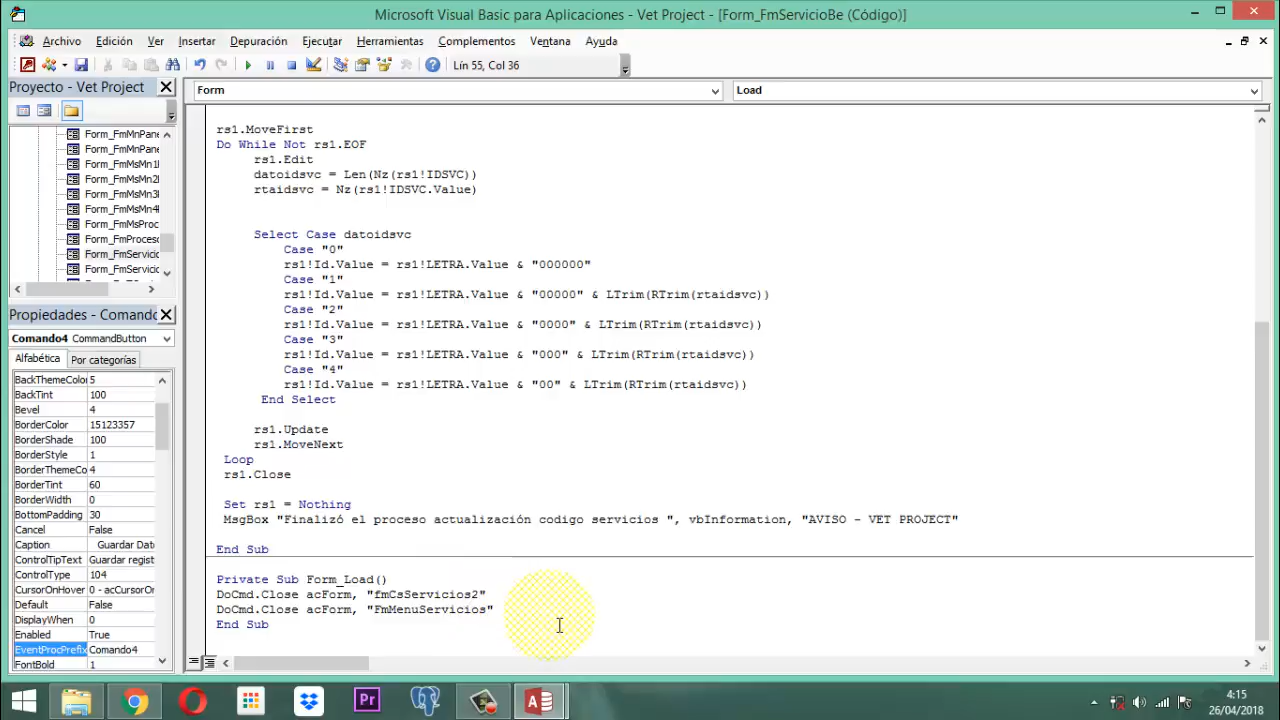 Microsoft Visual Basic para Aplicaciones - Vet Project - [Form_FmServicioBe (Código)]
Archivo Edición Ver Insertar Formato Depuración Ejecutar Herramientas Complementos Ventana Ayuda
Lín 55, Col 36
Proyecto - Vet Project
Form_FmMnPane
Form_FmMnPane
Form_FmMsMn1
Form_FmMsMn2
Form_FmMsMn3
Form_FmMsMn4
Form_FmMsProc
Form_FmProceso
Form_FmServicio
Form_FmServicio
Propiedades - Comando
Comando4 CommandButton
Alfabética Por categorías
BackThemeColo 5
BackTint 100
Bevel 4
BorderColor 15123357
BorderShade 100
BorderStyle 1
BorderThemeCo 4
BorderTint 60
BorderWidth 0
BottomPadding 30
Cancel False
Caption Guardar Dat
ControlTipText Guardar regist
ControlType 104
CursorOnHover 0 - acCursorOn
Default False
DisplayWhen 0
Enabled True
EventProcPrefix Comando4
FontBold 1
Form Load
rs1.MoveFirst
Do While Not rs1.EOF
rs1.Edit
datoidsvc = Len(Nz(rs1!IDSVC))
rtaidsvc = Nz(rs1!IDSVC.Value)
Select Case datoidsvc
Case "0"
rs1!Id.Value = rs1!LETRA.Value & "000000"
Case "1"
rs1!Id.Value = rs1!LETRA.Value & "00000" & LTrim(RTrim(rtaidsvc))
Case "2"
rs1!Id.Value = rs1!LETRA.Value & "0000" & LTrim(RTrim(rtaidsvc))
Case "3"
rs1!Id.Value = rs1!LETRA.Value & "000" & LTrim(RTrim(rtaidsvc))
Case "4"
rs1!Id.Value = rs1!LETRA.Value & "00" & LTrim(RTrim(rtaidsvc))
End Select
rs1.Update
rs1.MoveNext
Loop
rs1.Close
Set rs1 = Nothing
MsgBox "Finalizó el proceso actualización codigo servicios ", vbInformation, "AVISO - VET PROJECT"
End Sub
Private Sub Form_Load()
DoCmd.Close acForm, "fmCsServicios2"
DoCmd.Close acForm, "FmMenuServicios"
End Sub
Pr
4:15
26/04/2018